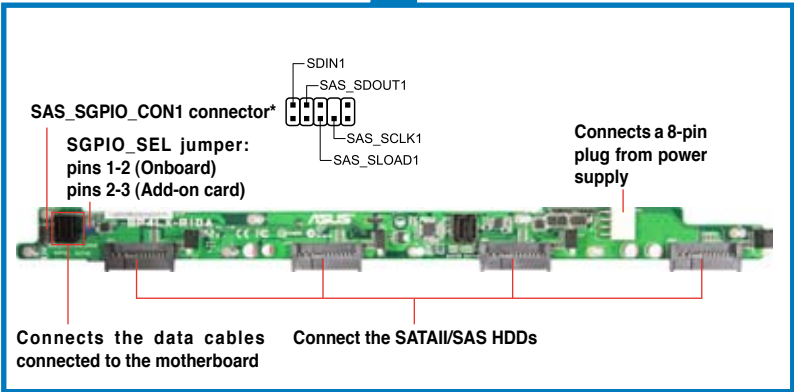 SDIN1
SAS_SDOUT1
SAS_SGPIO_CON1 connector*
SAS_SCLK1
SAS_SLOAD1
SGPIO_SEL jumper:
pins 1-2 (Onboard)
pins 2-3 (Add-on card)
Connects a 8-pin
plug from power
supply
ASUS
Connects the data cables
connected to the motherboard
Connect the SATAII/SAS HDDs